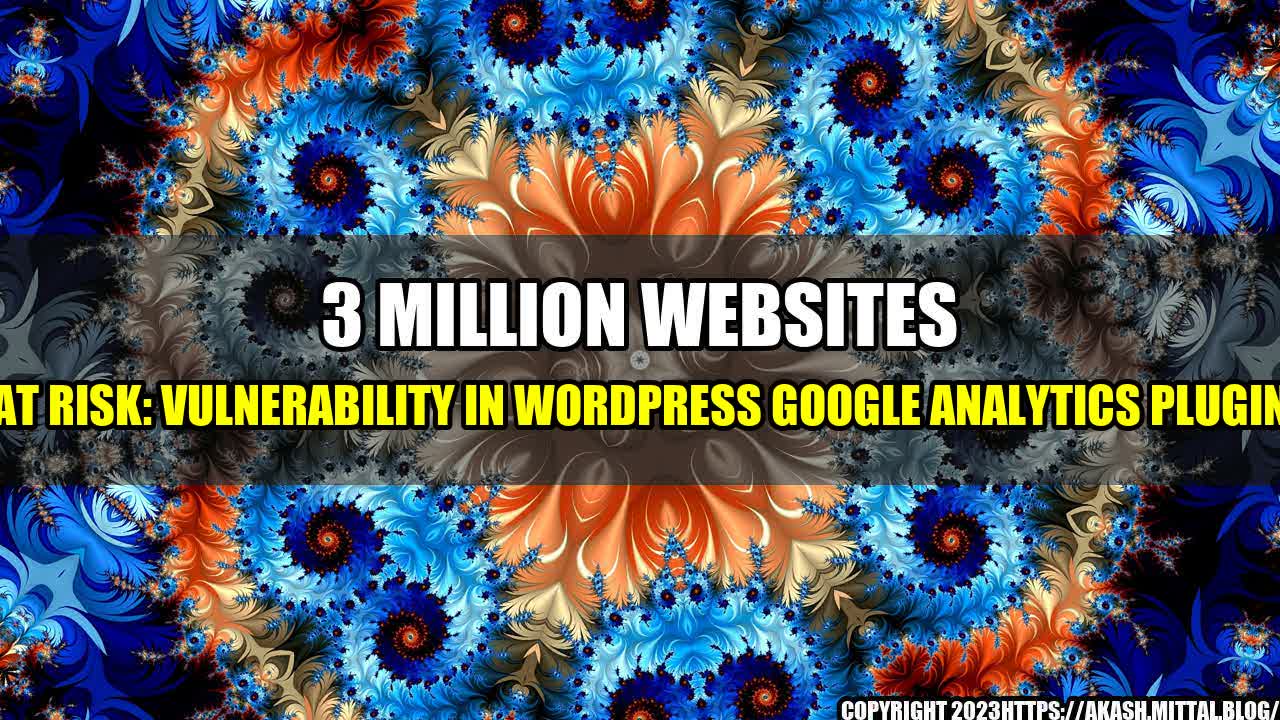 3 MILLION WEBSITES
AT RISK: VULNERABILITY IN WORDPRESS GOOGLE ANALYTICS PLUGIN
COPYRIGHT 2023HTTPS://AKASH.MITTAL.BLOG/